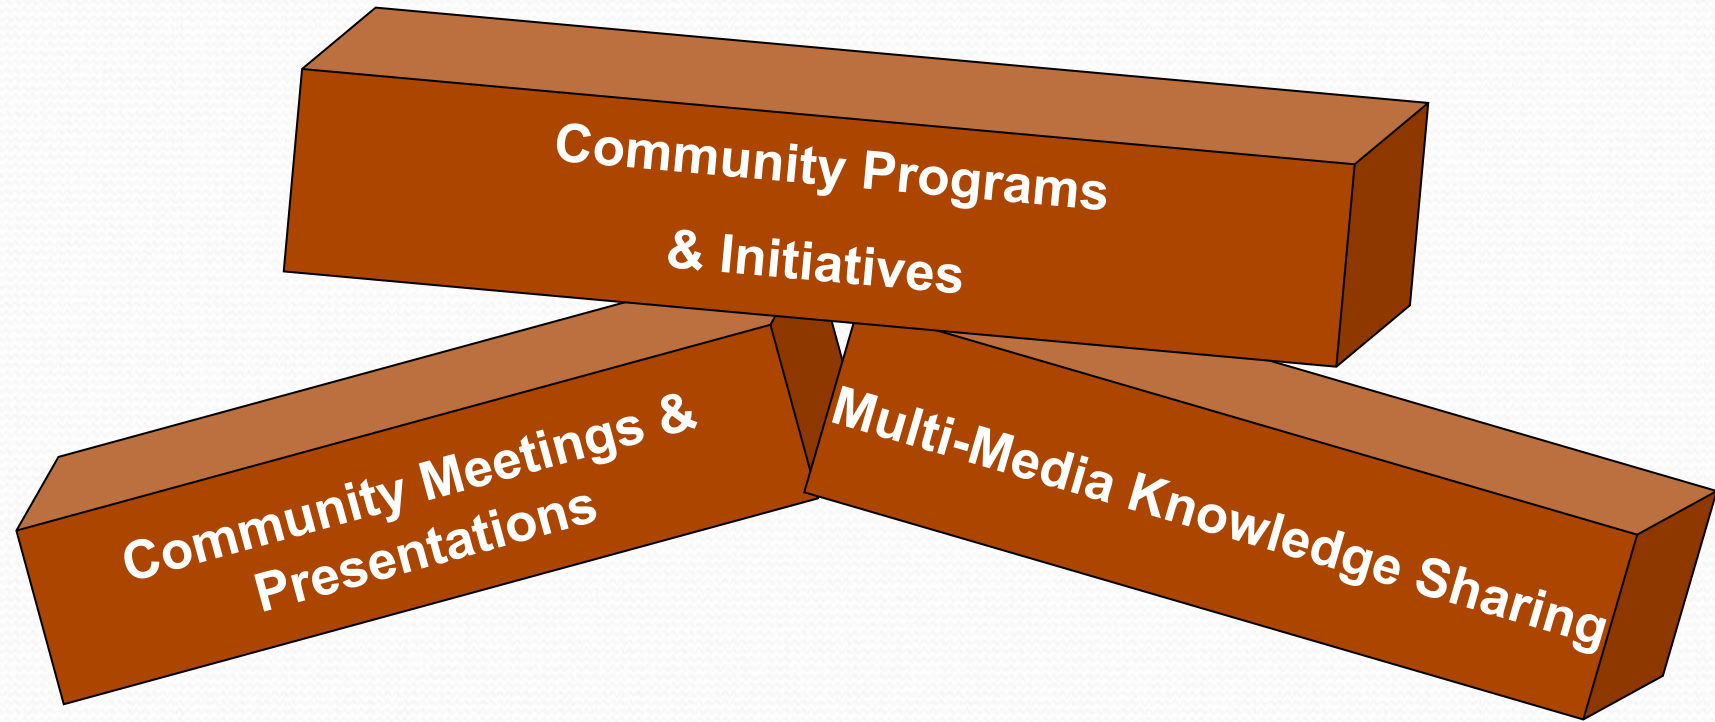 Community Programs
& Initiatives
Community Meetings &
Presentations
Multi-Media Knowledge Sharing